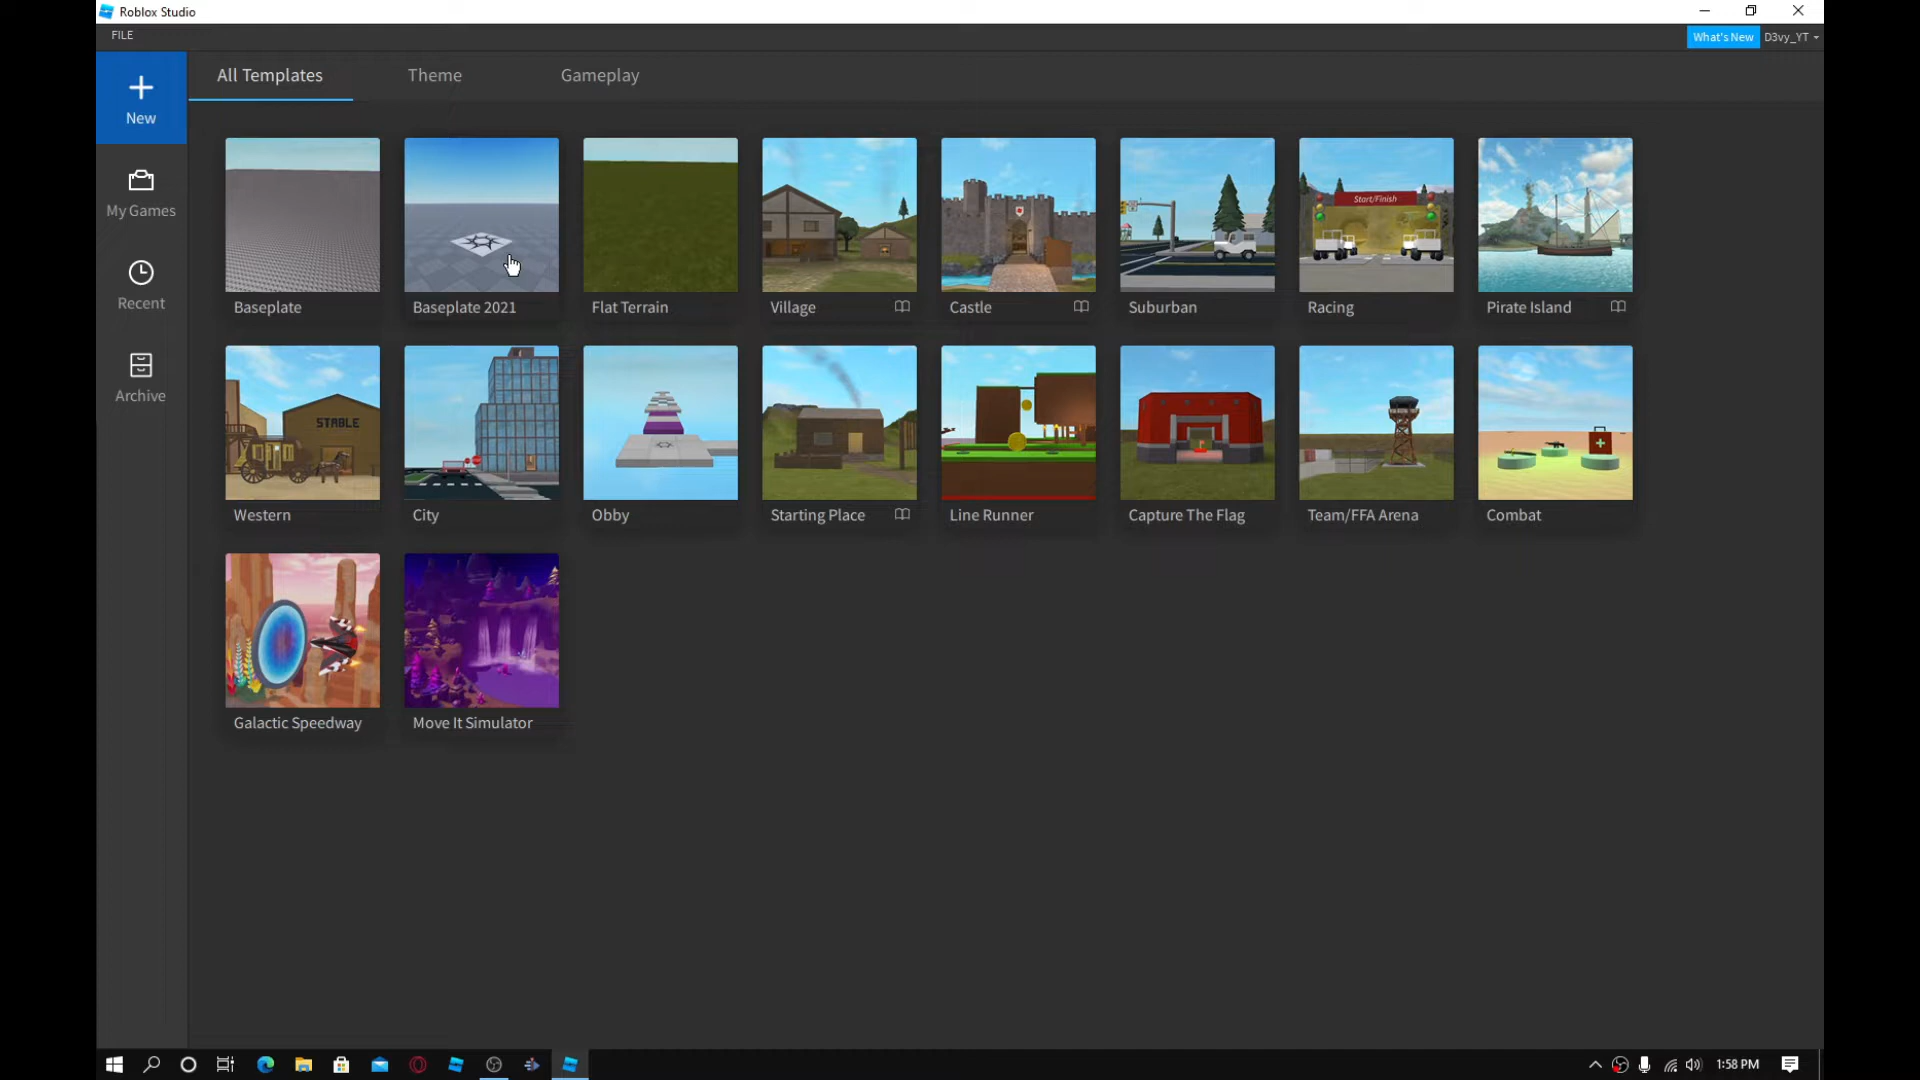 Roblox Studio
FILE
What's New D3vy_YT
New
My Games
Recent
Archive
All Templates Theme Gameplay
Start/Finish
Baseplate Baseplate 2021 Flat Terrain Village Castle Suburban Racing Pirate Island
STABLE
Western City Obby Starting Place Line Runner Capture The Flag Team/FFA Arena Combat
Galactic Speedway Move It Simulator
1:58 PM